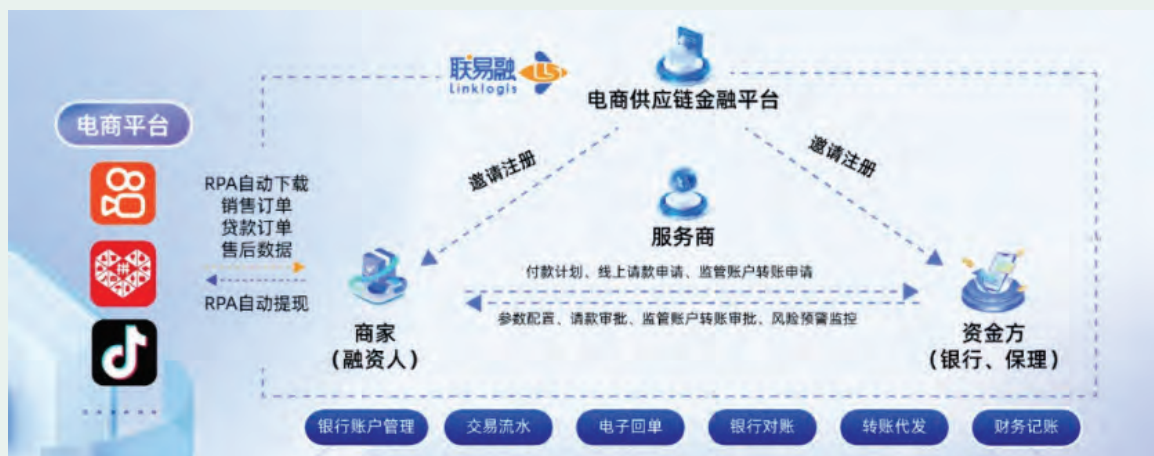 联易融
Linklogis
LS
电商供应链金融平台
电商平台
邀请注册
邀请注册
RPA自动下载
销售订单
贷款订单
售后数据
拼
RPA自动提现
服务商
付款计划、线上请款申请、监管账户转账申请
参数配置、请款审批、监管账户转账审批、风险预警监控
商家
(融资人)
资金方
(银行、保理)
银行账户管理
交易流水
电子回单
银行对账
转账代发
财务记账